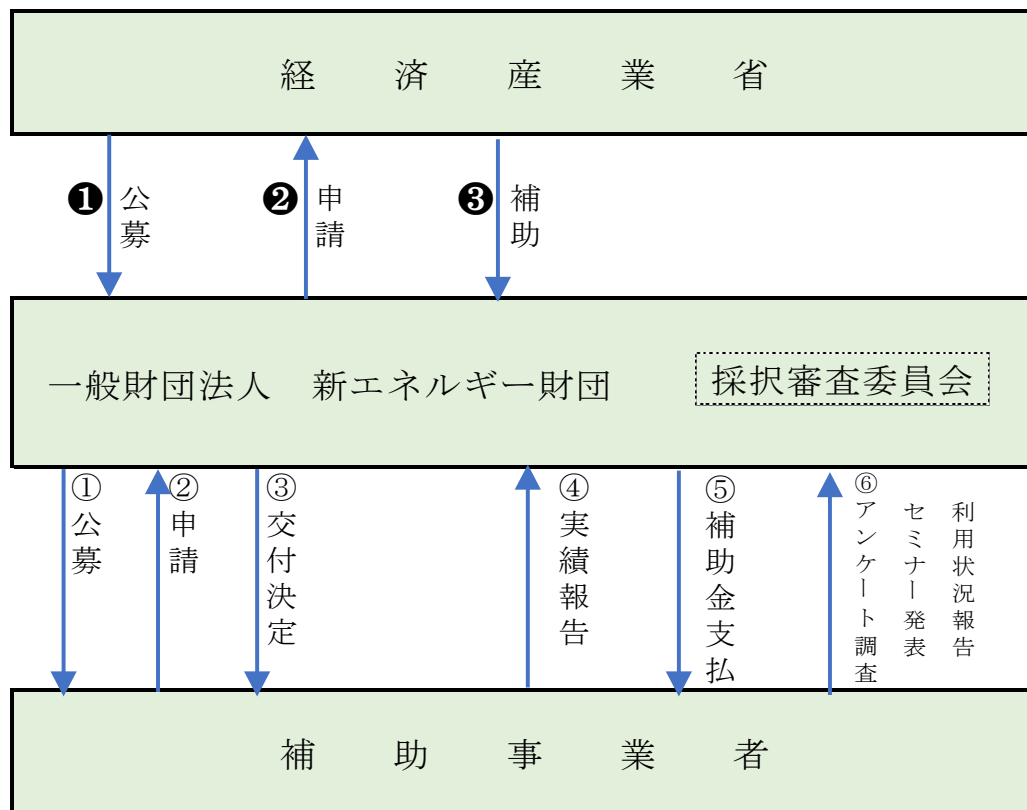 経済産業省
❶公募
❷申請
❸補助
一般財団法人 新エネルギー財団
採択審査委員会
①公募
②申請
③交付決定
④実績報告
⑤補助金支払
⑥アンケート調査
セミナー発表
利用状況報告
補助事業者